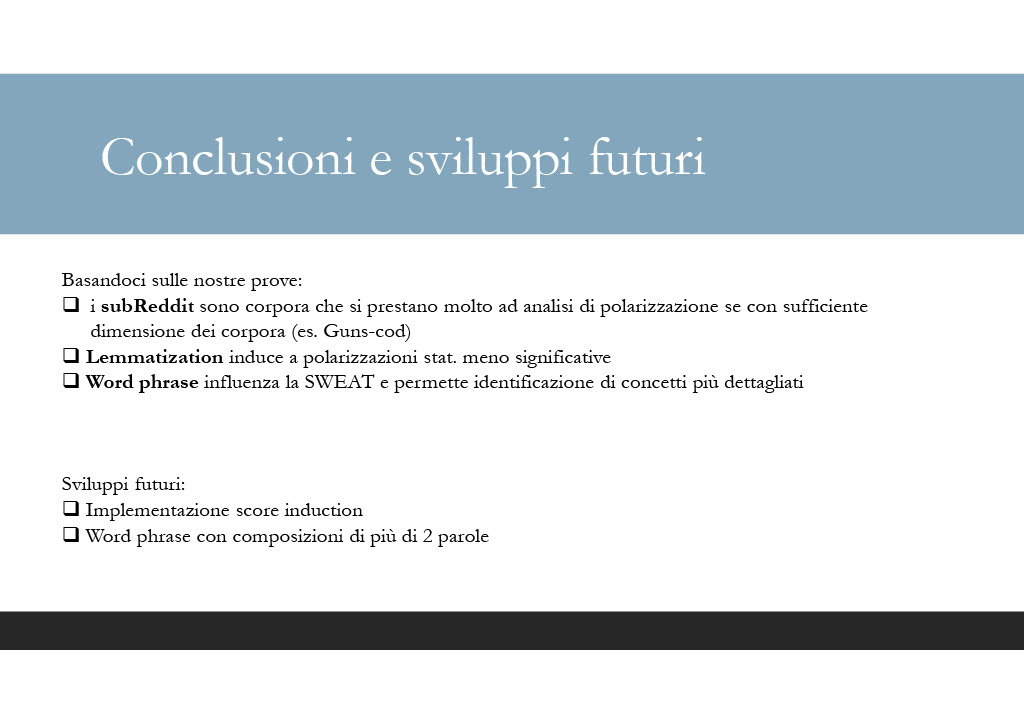 Conclusioni e sviluppi futuri
Basandoci sulle nostre prove:
❑ i subReddit sono corpora che si prestano molto ad analisi di polarizzazione se con sufficiente
dimensione dei corpora (es. Guns-cod)
❑ Lemmatization induce a polarizzazioni stat. meno significative
❑ Word phrase influenza la SWEAT e permette identificazione di concetti più dettagliati
Sviluppi futuri:
❑ Implementazione score induction
❑ Word phrase con composizioni di più di 2 parole